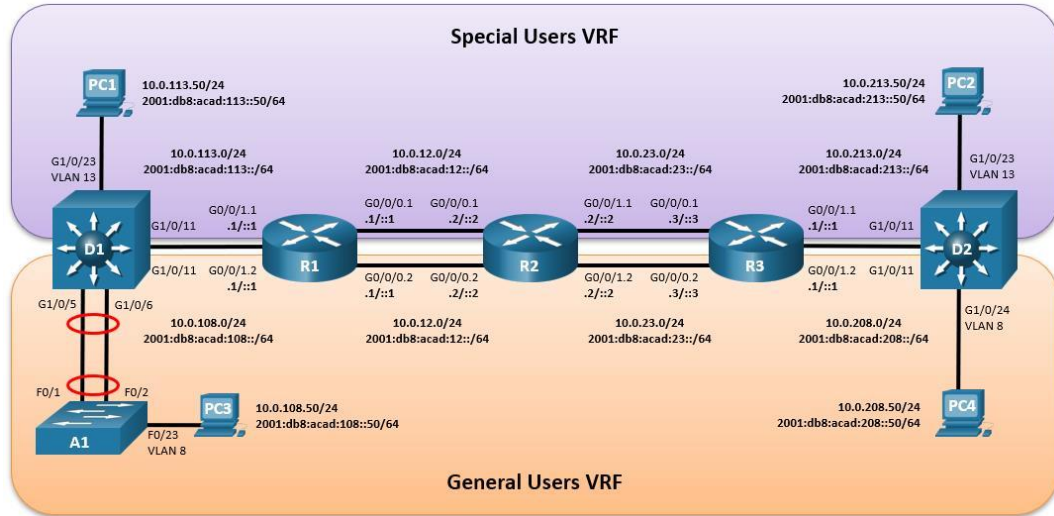 Special Users VRF
PC1
10.0.113.50/24
2001:db8:acad:113::50/64
10.0.213.50/24
2001:db8:acad:213::50/64
PC2
G1/0/23
VLAN 13
10.0.113.0/24
2001:db8:acad:113::/64
10.0.12.0/24
2001:db8:acad:12::/64
10.0.23.0/24
2001:db8:acad:23::/64
10.0.213.0/24
2001:db8:acad:213::/64
G1/0/23
VLAN 13
D1
G1/0/11
G0/0/1.1
.1/::1
R1
G0/0/0.1
.1/::1
G0/0/0.1
.2/::2
R2
G0/0/1.1
.2/::2
G0/0/0.1
.3/::3
R3
G0/0/1.1
.1/::1
G1/0/11
D2
G1/0/11
G0/0/1.2
.1/::1
G0/0/0.2
.1/::1
G0/0/0.2
.2/::2
G0/0/1.2
.2/::2
G0/0/0.2
.3/::3
G0/0/1.2
.1/::1
G1/0/11
G1/0/5
G1/0/6
G1/0/24
VLAN 8
10.0.108.0/24
2001:db8:acad:108::/64
10.0.12.0/24
2001:db8:acad:12::/64
10.0.23.0/24
2001:db8:acad:23::/64
10.0.208.0/24
2001:db8:acad:208::/64
F0/1
F0/2
A1
F0/23
VLAN 8
PC3
10.0.108.50/24
2001:db8:acad:108::50/64
10.0.208.50/24
2001:db8:acad:208::50/64
PC4
General Users VRF